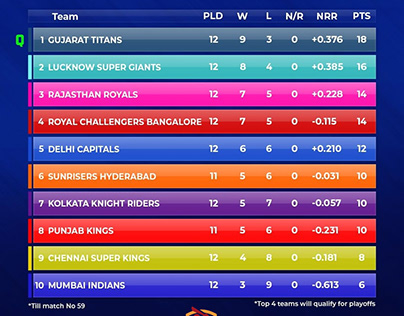 Team PLD W L N/R NRR PTS
Q 1 GUJARAT TITANS 12 9 3 0 +0.376 18
2 LUCKNOW SUPER GIANTS 12 8 4 0 +0.385 16
3 RAJASTHAN ROYALS 12 7 5 0 +0.228 14
4 ROYAL CHALLENGERS BANGALORE 12 7 5 0 -0.115 14
5 DELHI CAPITALS 12 6 6 0 +0.210 12
6 SUNRISERS HYDERABAD 11 5 6 0 -0.031 10
7 KOLKATA KNIGHT RIDERS 12 5 7 0 -0.057 10
8 PUNJAB KINGS 11 5 6 0 -0.231 10
9 CHENNAI SUPER KINGS 12 4 8 0 -0.181 8
10 MUMBAI INDIANS 12 3 9 0 -0.613 6
*Till match No 59 *Top 4 teams will qualify for playoffs